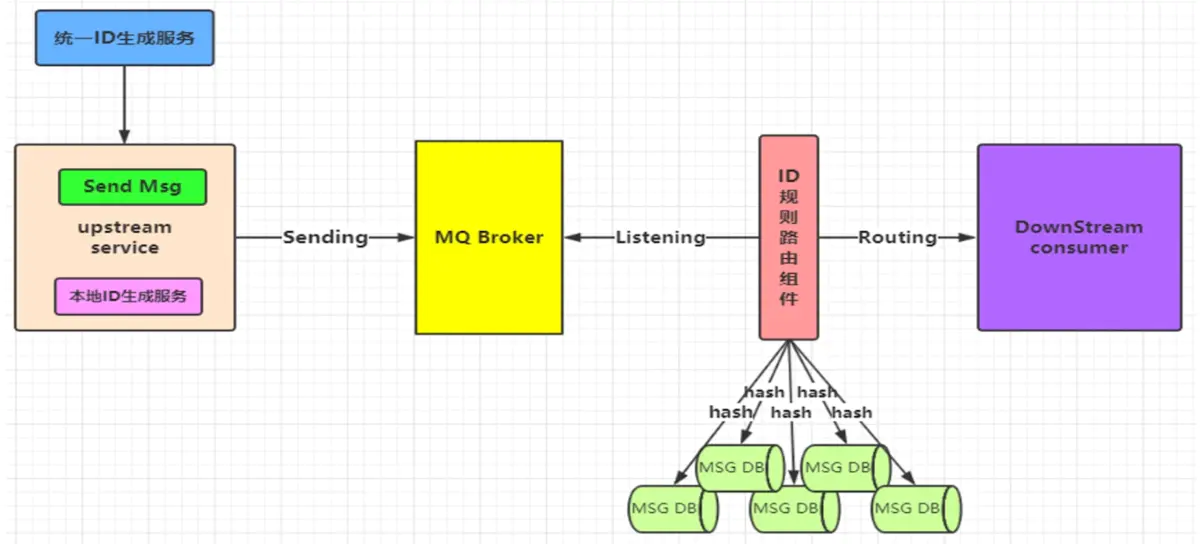 统一ID生成服务
Send Msg
upstream
service
本地ID生成服务
Sending
MQ Broker
Listening
ID
规
则
路
由
组
件
Routing
DownStream
consumer
hash
hash
hash
hash
hash
MSG DB
MSG DB
MSG DB
MSG DB
MSG DB